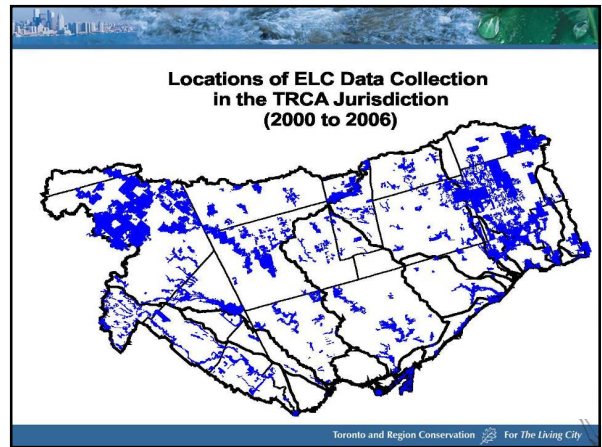 Locations of ELC Data Collection
in the TRCA Jurisdiction
(2000 to 2006)
Toronto and Region Conservation For The Living City